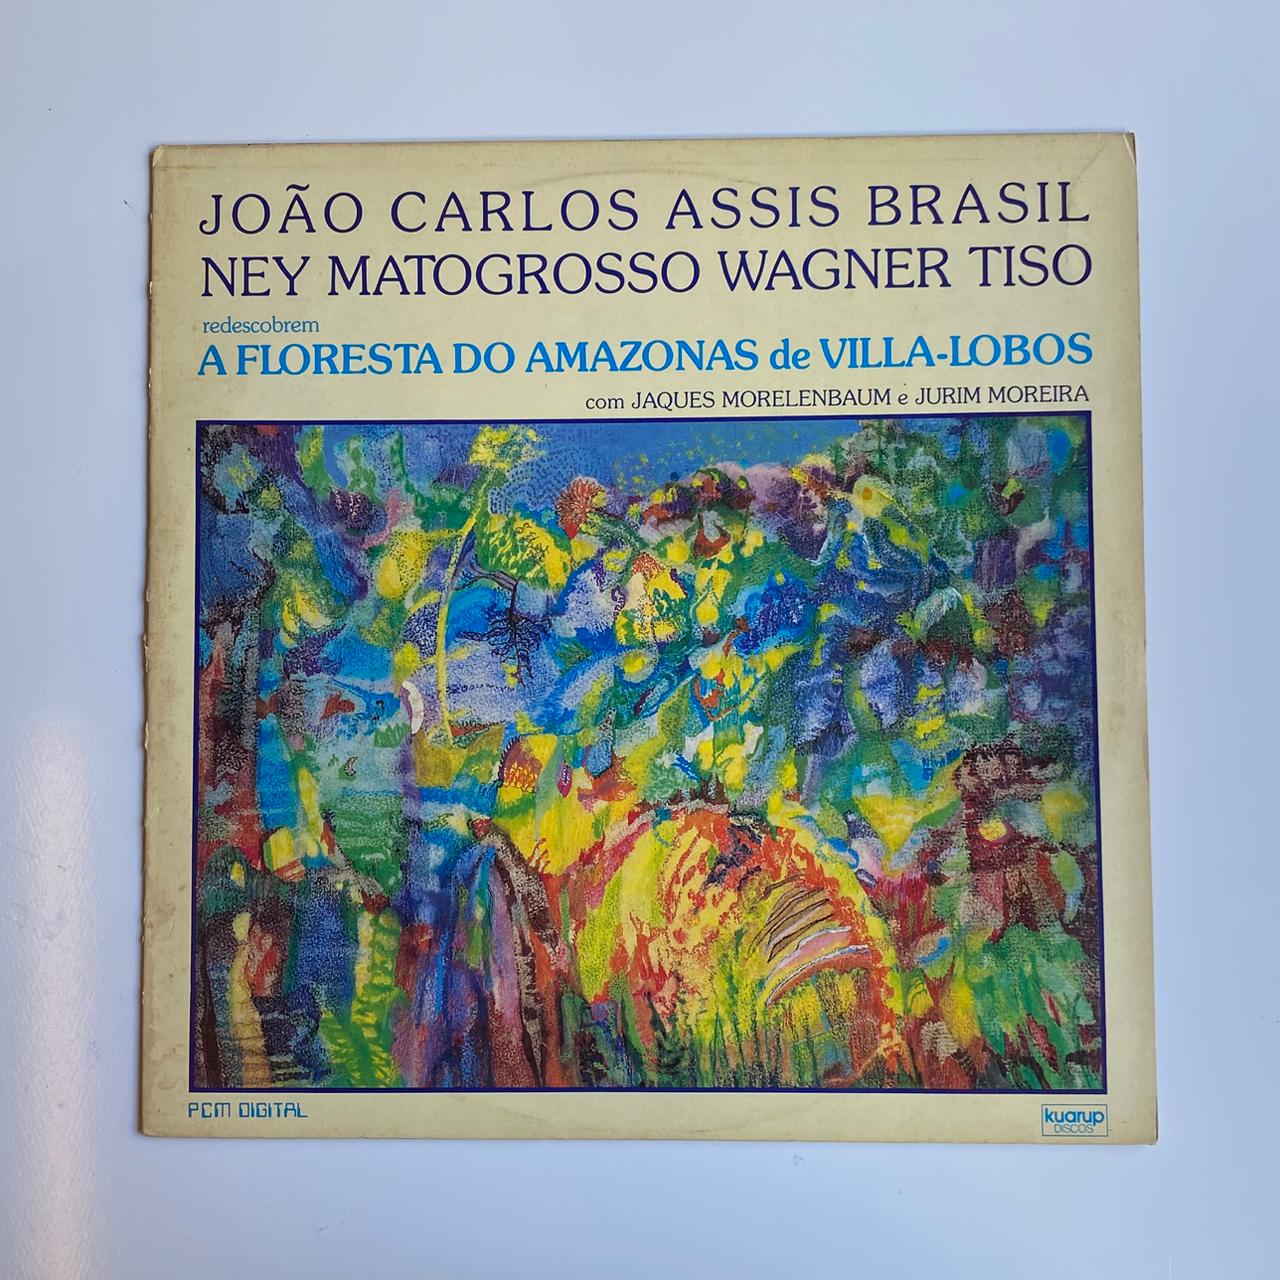 JOÃO CARLOS ASSIS BRASIL
NEY MATOGROSSO WAGNER TISO
redescobrem
A FLORESTA DO AMAZONAS de VILLA-LOBOS
com JAQUES MORELENBAUM e JURIM MOREIRA
PCM DIGITAL
kuarup
DISCOS